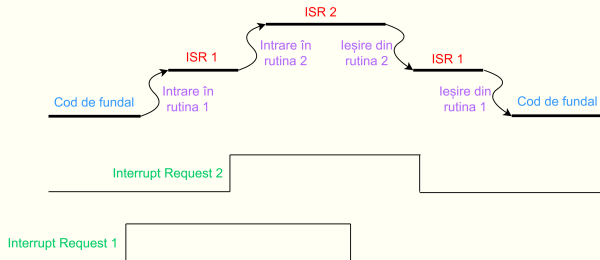 ISR 2
Intrare în
rutina 2
Ieșire din
rutina 2
ISR 1
ISR 1
Cod de fundal
Intrare în
rutina 1
Ieșire din
rutina 1
Cod de fundal
Interrupt Request 2
Interrupt Request 1